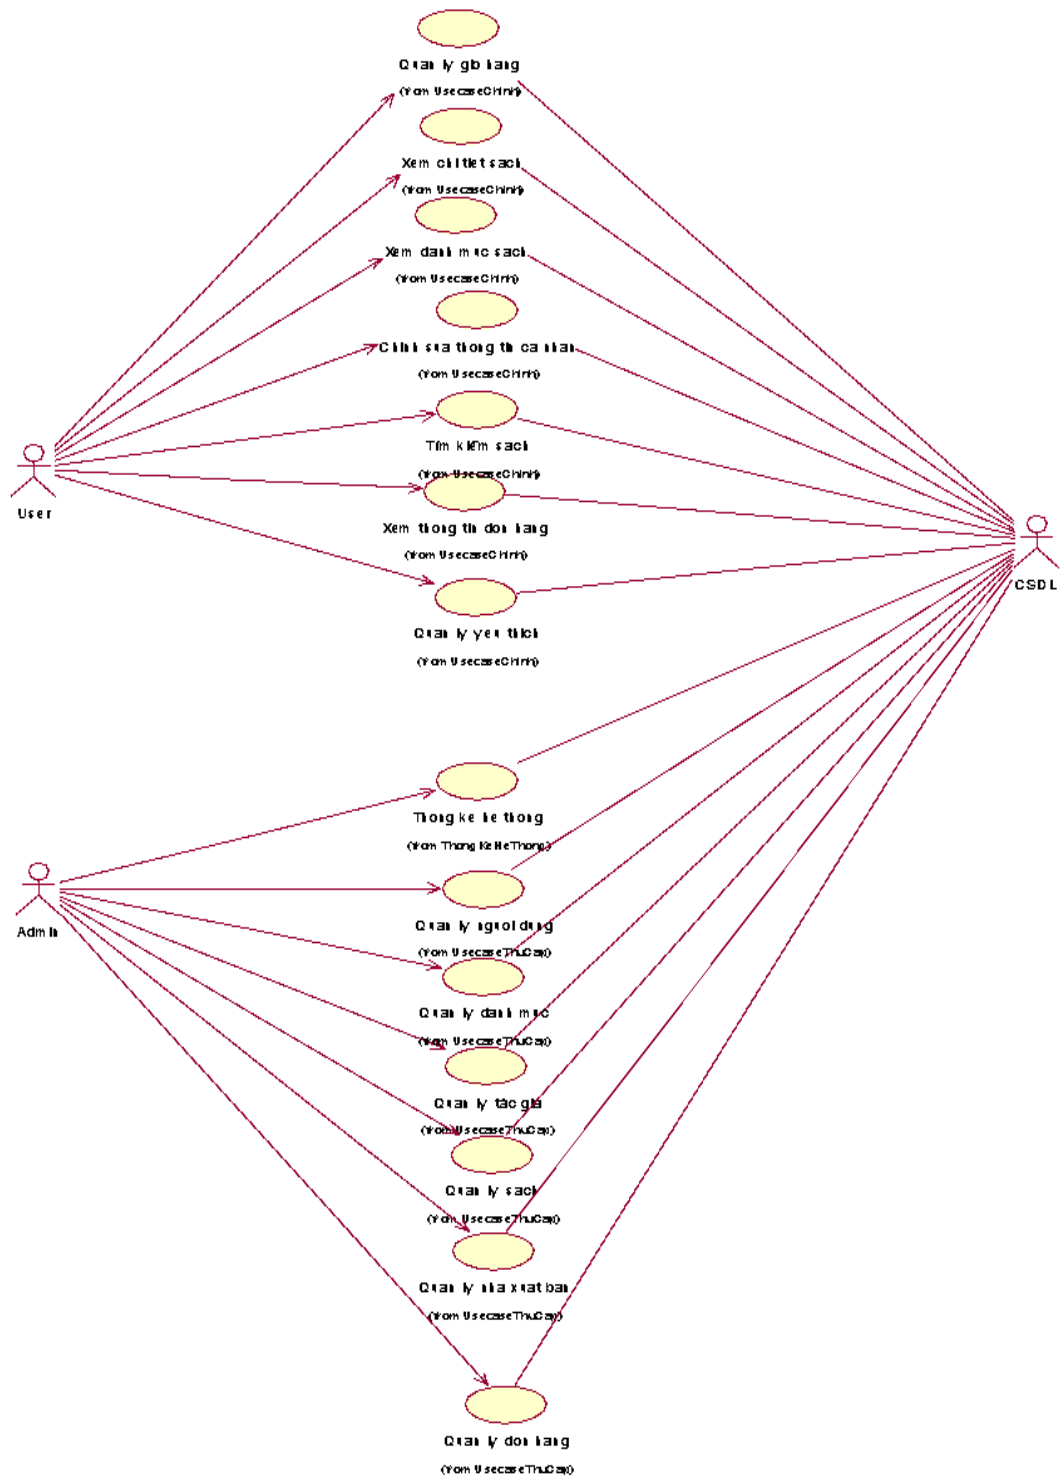 Quan ly gio hang
(from UsecaseChinh)
Xem chi tiet sach
(from UsecaseChinh)
Xem danh muc sach
(from UsecaseChinh)
Chinh sua thong tin ca nhan
(from UsecaseChinh)
Tim kiếm sach
(from UsecaseChinh)
User
Xem thong tin don hang
(from UsecaseChinh)
CSDL
Quan ly yeu thich
(from UsecaseChinh)
Thong ke he thong
(from ThongKeHeThong)
Admin
Quan ly nguoi dung
(from UsecaseThuCap)
Quan ly danh muc
(from UsecaseThuCap)
Quan ly tác giả
(from UsecaseThuCap)
Quan ly sach
(from UsecaseThuCap)
Quan ly nha xuat ban
(from UsecaseThuCap)
Quan ly don hang
(from UsecaseThuCap)